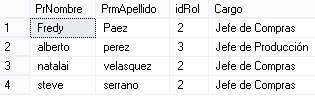 PrNombre PrmApellido idRol Cargo
1 Fredy Paez 2 Jefe de Compras
2 alberto perez 3 Jefe de Producción
3 natalai velasquez 2 Jefe de Compras
4 steve serrano 2 Jefe de Compras